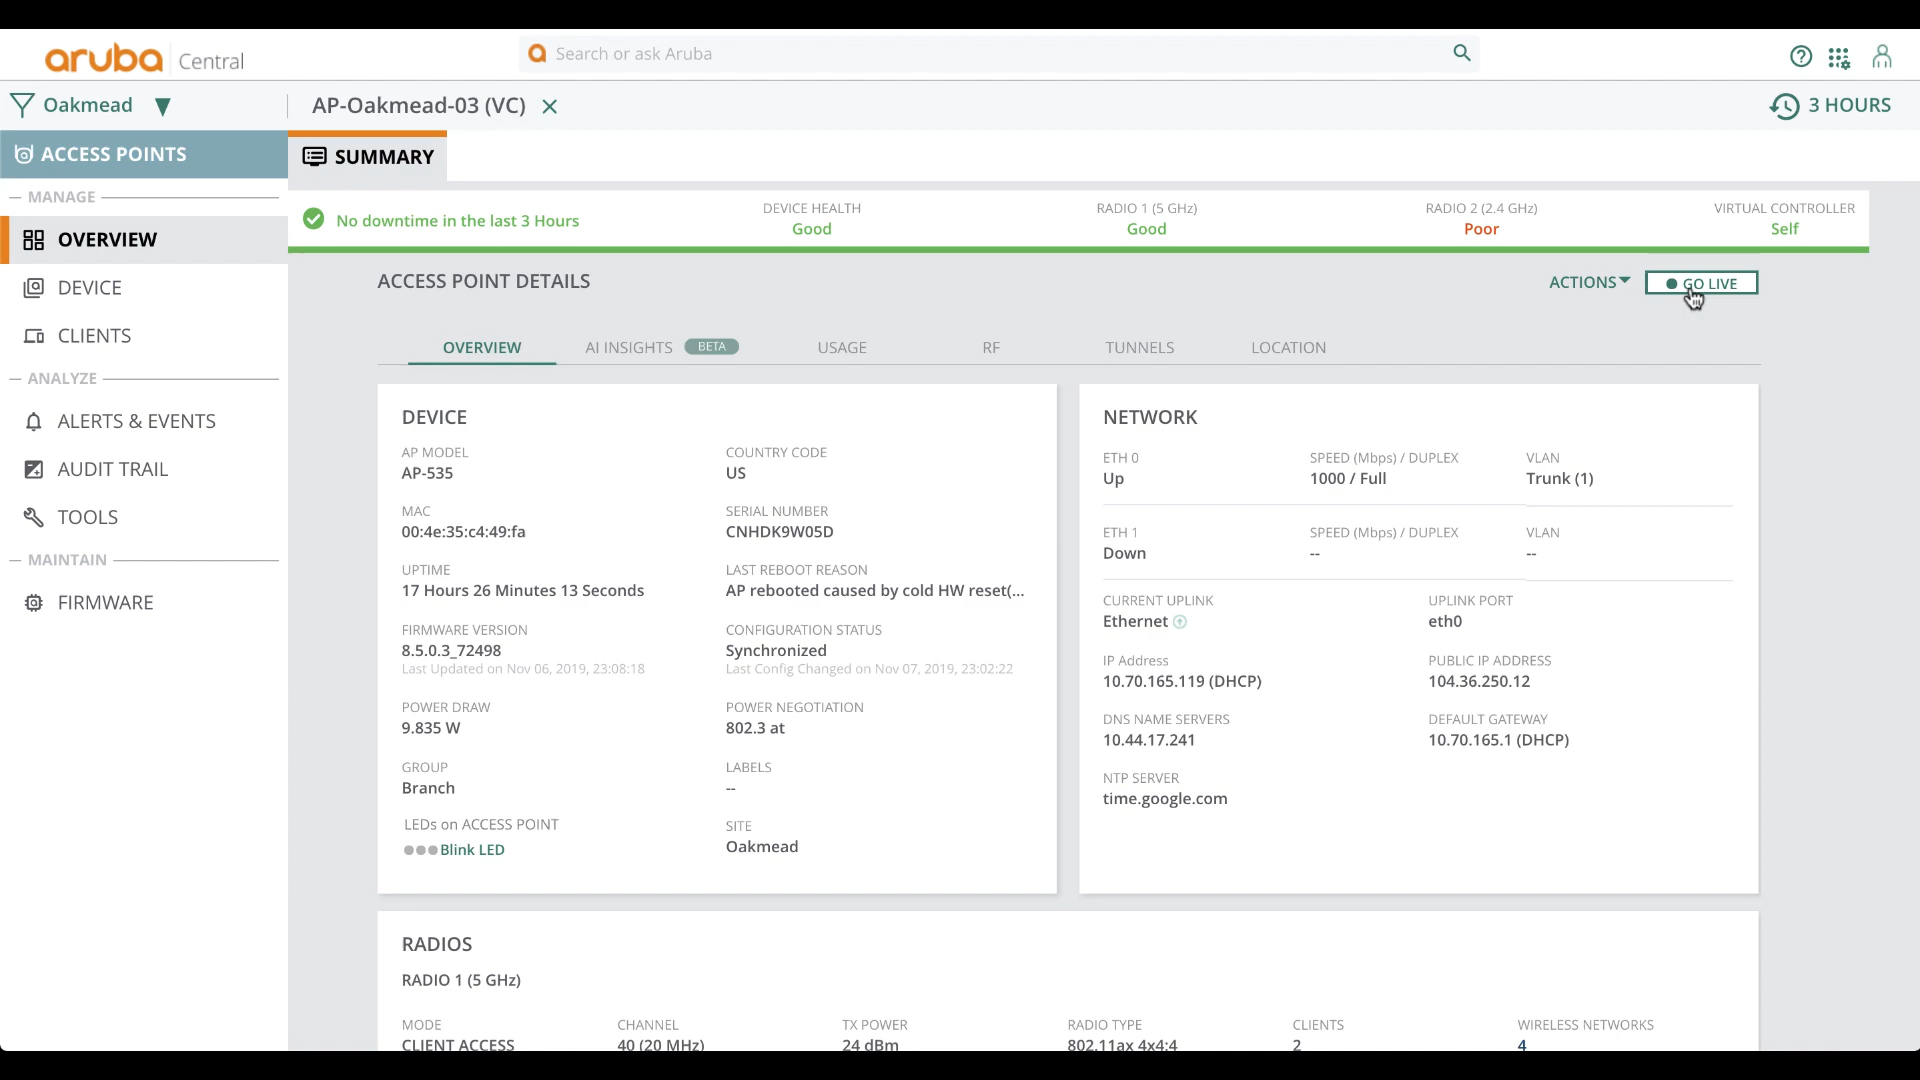 aruba Central
Search or ask Aruba
Oakmead
AP-Oakmead-03 (VC)
3 HOURS
ACCESS POINTS
MANAGE
OVERVIEW
DEVICE
CLIENTS
ANALYZE
ALERTS & EVENTS
AUDIT TRAIL
TOOLS
MAINTAIN
FIRMWARE
SUMMARY
No downtime in the last 3 Hours
DEVICE HEALTH
Good
RADIO 1 (5 GHz)
Good
RADIO 2 (2.4 GHz)
Poor
VIRTUAL CONTROLLER
Self
ACCESS POINT DETAILS
ACTIONS
GO LIVE
OVERVIEW
AI INSIGHTS BETA
USAGE
RF
TUNNELS
LOCATION
DEVICE
AP MODEL
AP-535
COUNTRY CODE
US
MAC
00:4e:35:c4:49:fa
SERIAL NUMBER
CNHDK9W05D
UPTIME
17 Hours 26 Minutes 13 Seconds
LAST REBOOT REASON
AP rebooted caused by cold HW reset(...
FIRMWARE VERSION
8.5.0.3_72498
Last Updated on Nov 06, 2019, 23:08:18
CONFIGURATION STATUS
Synchronized
Last Config Changed on Nov 07, 2019, 23:02:22
POWER DRAW
9.835 W
POWER NEGOTIATION
802.3 at
GROUP
Branch
LABELS
--
LEDs on ACCESS POINT
Blink LED
SITE
Oakmead
NETWORK
ETH 0
Up
SPEED (Mbps) / DUPLEX
1000 / Full
VLAN
Trunk (1)
ETH 1
Down
SPEED (Mbps) / DUPLEX
--
VLAN
--
CURRENT UPLINK
Ethernet
UPLINK PORT
eth0
IP Address
10.70.165.119 (DHCP)
PUBLIC IP ADDRESS
104.36.250.12
DNS NAME SERVERS
10.44.17.241
DEFAULT GATEWAY
10.70.165.1 (DHCP)
NTP SERVER
time.google.com
RADIOS
RADIO 1 (5 GHz)
MODE
CLIENT ACCESS
CHANNEL
40 (20 MHz)
TX POWER
24 dBm
RADIO TYPE
802.11ax 4x4:4
CLIENTS
2
WIRELESS NETWORKS
4